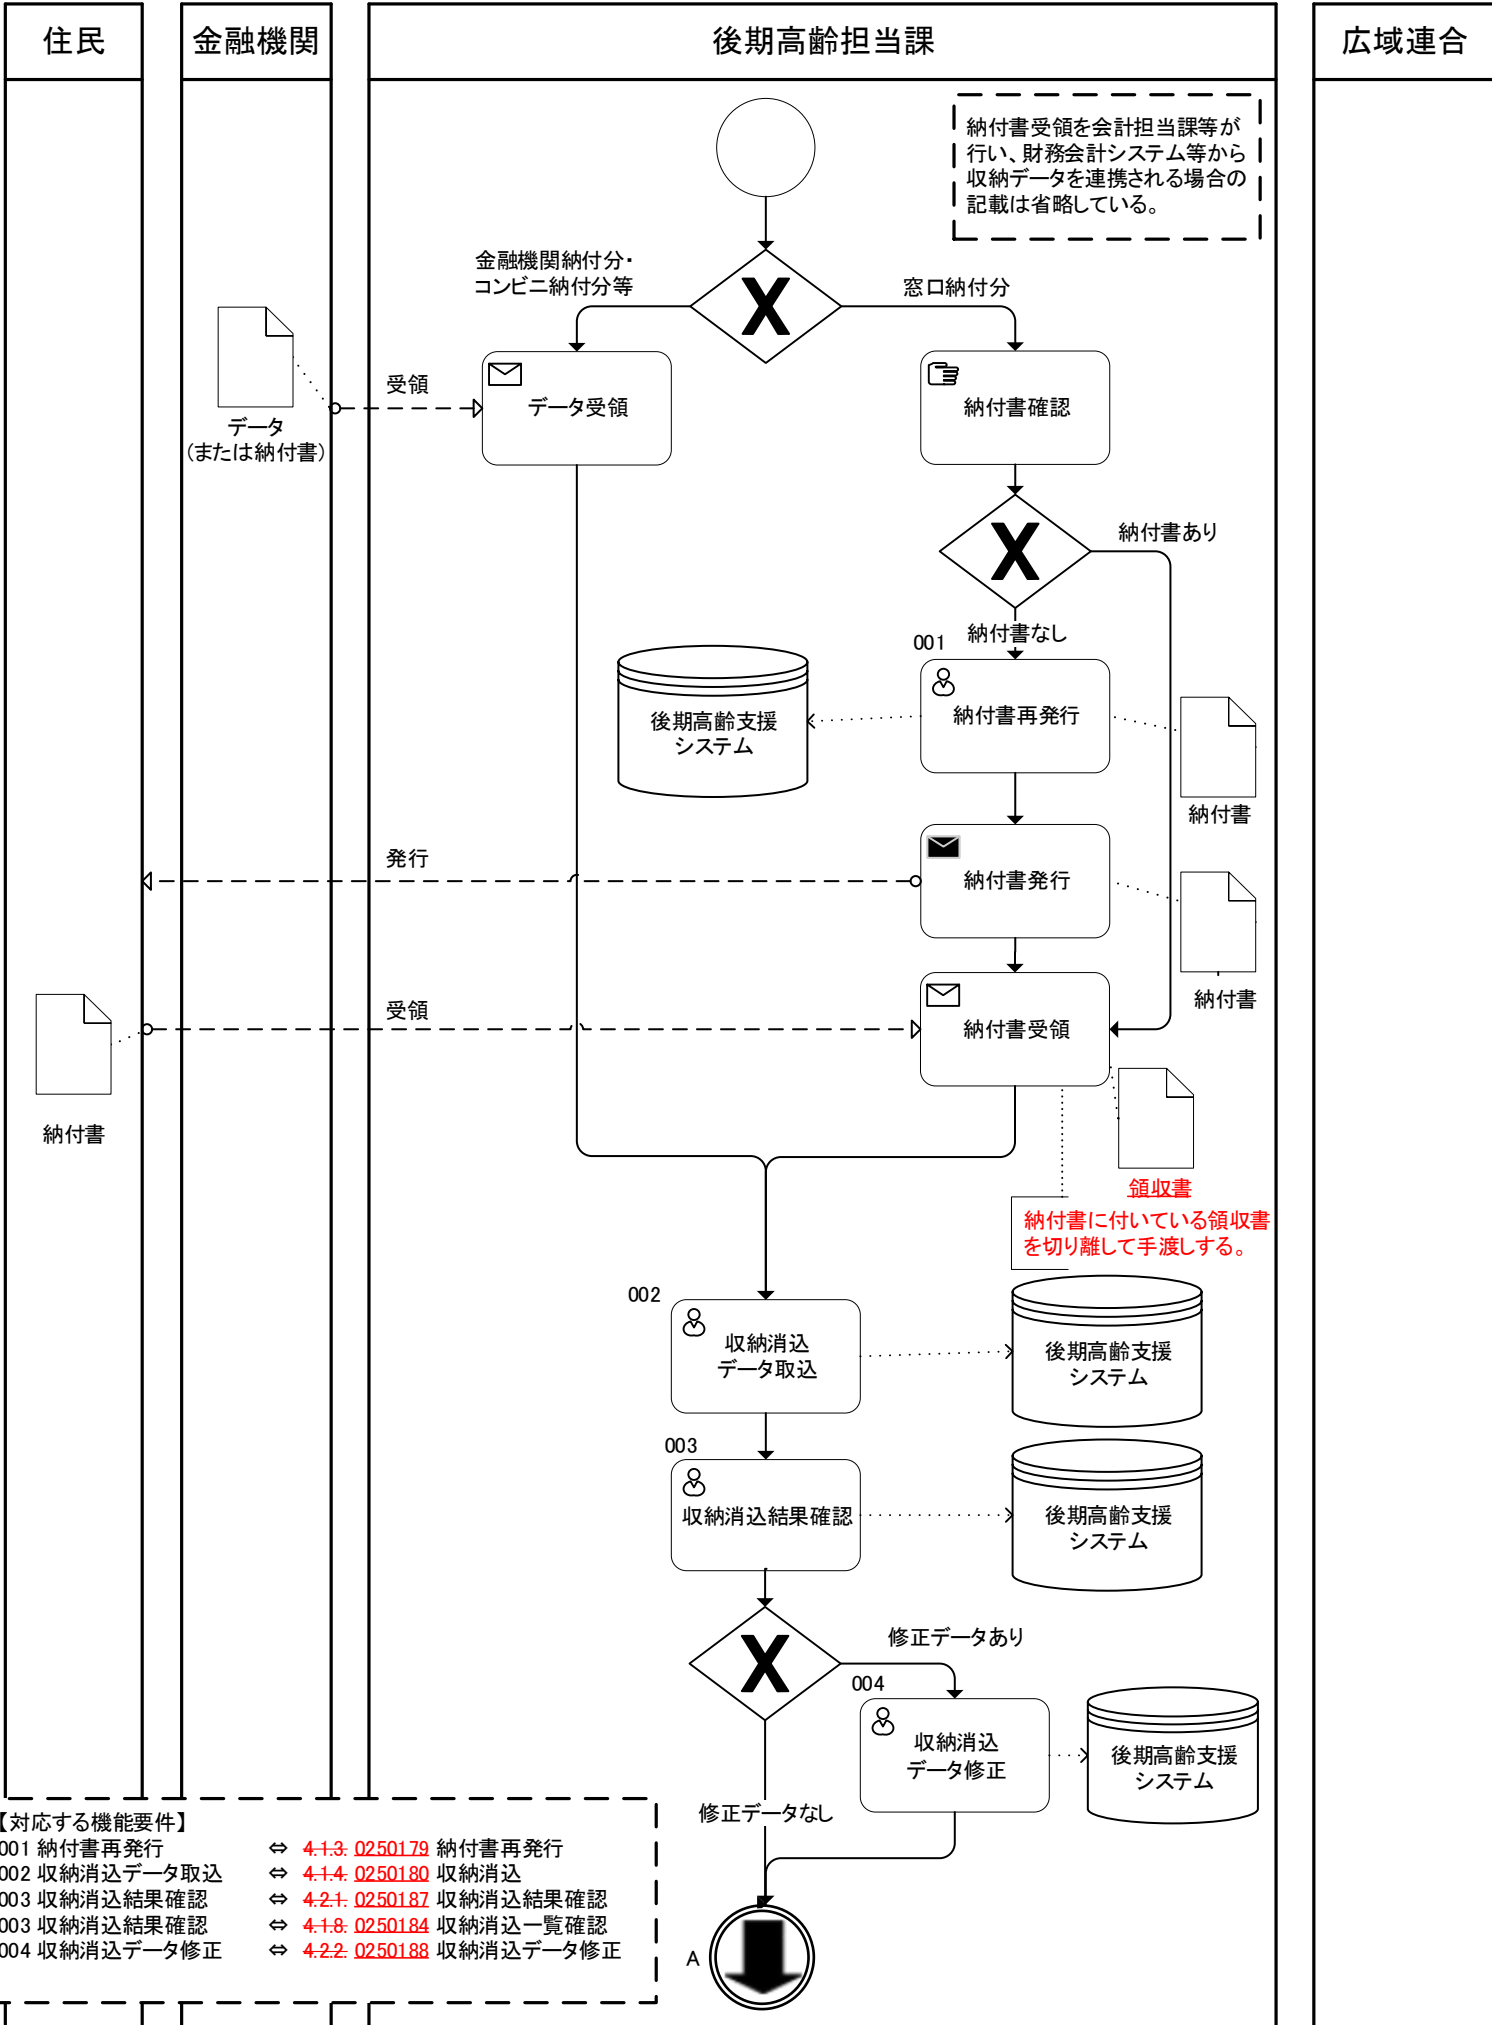 住民
金融機関
後期高齢担当課
広域連合
納付書受領を会計担当課等が
行い、財務会計システム等から
収納データを連携される場合の
記載は省略している。
金融機関納付分・
コンビニ納付分等
窓口納付分
X
データ
(または納付書)
受領
データ受領
納付書確認
X
納付書あり
納付書なし
001
納付書再発行
後期高齢支援
システム
納付書
発行
納付書発行
納付書
受領
納付書受領
納付書
領収書
納付書に付いている領収書
を切り離して手渡しする。
002
収納消込
データ取込
後期高齢支援
システム
003
収納消込結果確認
後期高齢支援
システム
X
修正データあり
004
収納消込
データ修正
後期高齢支援
システム
修正データなし
【対応する機能要件】
001 納付書再発行 ⇔ 4.1.3. 0250179 納付書再発行
002 収納消込データ取込 ⇔ 4.1.4. 0250180 収納消込
003 収納消込結果確認 ⇔ 4.2.1. 0250187 収納消込結果確認
003 収納消込結果確認 ⇔ 4.1.8. 0250184 収納消込一覧確認
004 収納消込データ修正 ⇔ 4.2.2. 0250188 収納消込データ修正
A